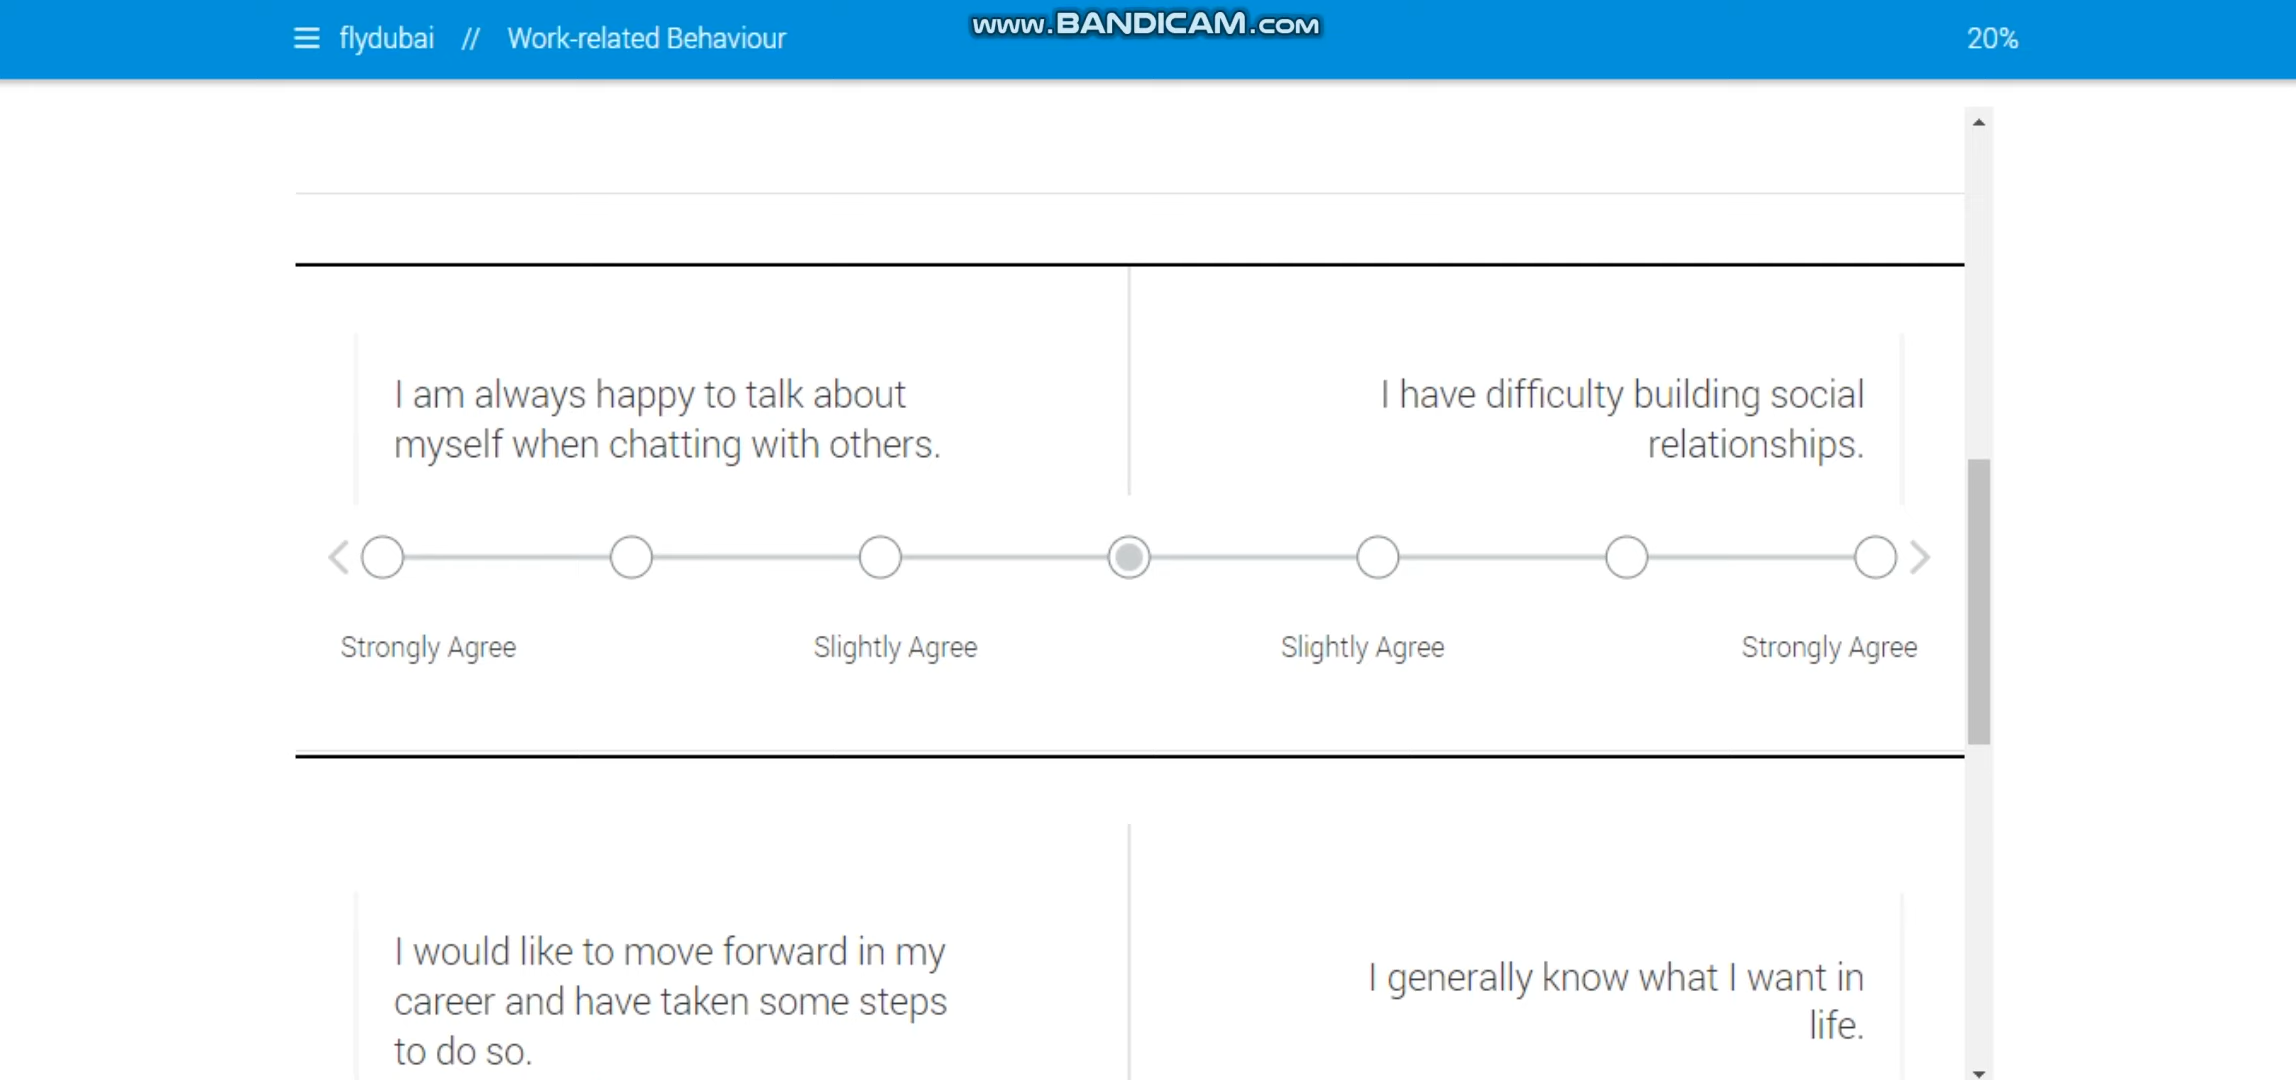 flydubai // Work-related Behaviour
www.BANDICAM.com
20%
I am always happy to talk about
myself when chatting with others.
I have difficulty building social
relationships.
Strongly Agree
Slightly Agree
Slightly Agree
Strongly Agree
I would like to move forward in my
career and have taken some steps
to do so.
I generally know what I want in
life.